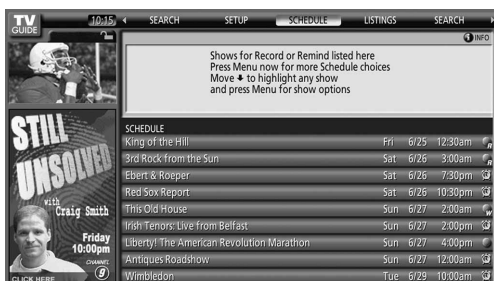 TV
GUIDE
10:15
SEARCH SETUP SCHEDULE LISTINGS SEARCH
i INFO
Shows for Record or Remind listed here
Press Menu now for more Schedule choices
Move to highlight any show
and press Menu for show options
SCHEDULE
King of the Hill Fri 6/25 12:30am R
3rd Rock from the Sun Sat 6/26 3:00am R
Ebert & Roeper Sat 6/26 7:30pm
Red Sox Report Sat 6/26 10:30pm
This Old House Sun 6/27 2:00am W
Irish Tenors: Live from Belfast Sun 6/27 2:00pm
Liberty! The American Revolution Marathon Sun 6/27 4:00pm
Antiques Roadshow Sun 6/27 12:00am
Wimbledon Tue 6/29 10:00am
STILL
UNSOLVED
with
Craig Smith
Friday
10:00pm
CHANNEL
9
CLICK HERE